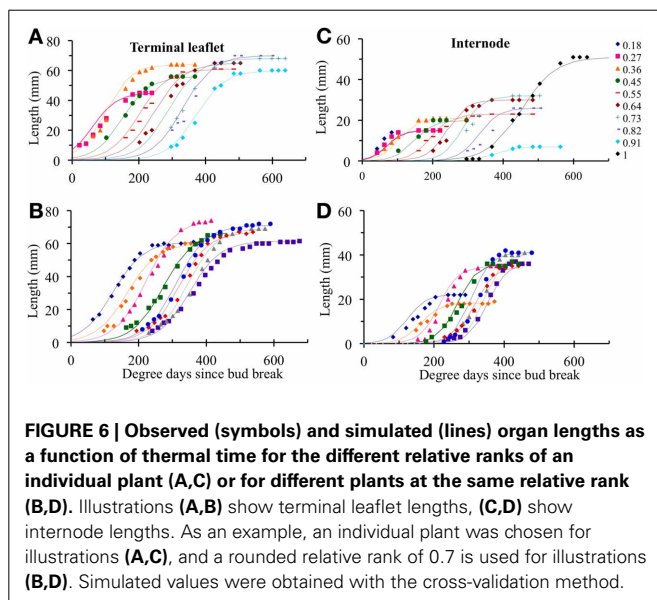 A
Terminal leaflet
80
60
40
20
0
Length (mm)
0 200 400 600
C
Internode
60
50
40
30
20
10
0
Length (mm)
0 200 400 600
0.18
0.27
0.36
0.45
0.55
0.64
0.73
0.82
0.91
1
B
80
60
40
20
0
Length (mm)
0 200 400 600
Degree days since bud break
D
60
40
20
0
Length (mm)
0 200 400 600
Degree days since bud break
FIGURE 6 | Observed (symbols) and simulated (lines) organ lengths as
a function of thermal time for the different relative ranks of an
individual plant (A,C) or for different plants at the same relative rank
(B,D). Illustrations (A,B) show terminal leaflet lengths, (C,D) show
internode lengths. As an example, an individual plant was chosen for
illustrations (A,C), and a rounded relative rank of 0.7 is used for illustrations
(B,D). Simulated values were obtained with the cross-validation method.